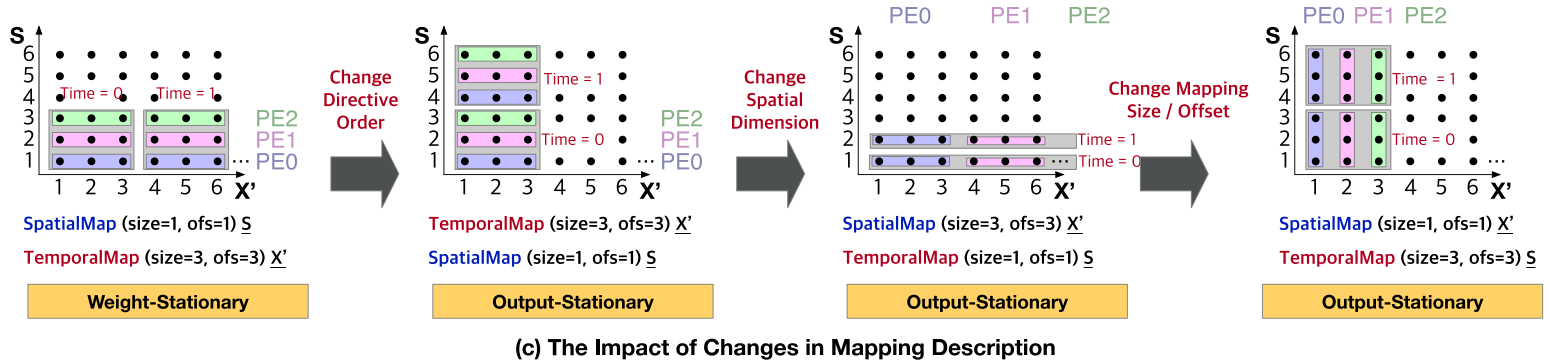 S
6
5
4
3
2
1
Time = 0
Time = 1
PE2
PE1
... PE0
1 2 3 4 5 6
X'
SpatialMap (size=1, ofs=1) S
TemporalMap (size=3, ofs=3) X'
Weight-Stationary
Change
Directive
Order
S
6
5
4
3
2
1
Time = 1
Time = 0
PE2
PE1
... PE0
1 2 3 4 5 6
X'
TemporalMap (size=3, ofs=3) X'
SpatialMap (size=1, ofs=1) S
Output-Stationary
Change
Spatial
Dimension
PE0 PE1 PE2
S
6
5
4
3
2
1
Time = 1
... Time = 0
1 2 3 4 5 6
X'
SpatialMap (size=3, ofs=3) X'
TemporalMap (size=1, ofs=1) S
Output-Stationary
Change Mapping
Size / Offset
PE0 PE1 PE2
S
6
5
4
3
2
1
Time = 1
Time = 0
...
1 2 3 4 5 6
X'
SpatialMap (size=1, ofs=1) X'
TemporalMap (size=3, ofs=3) S
Output-Stationary
(c) The Impact of Changes in Mapping Description